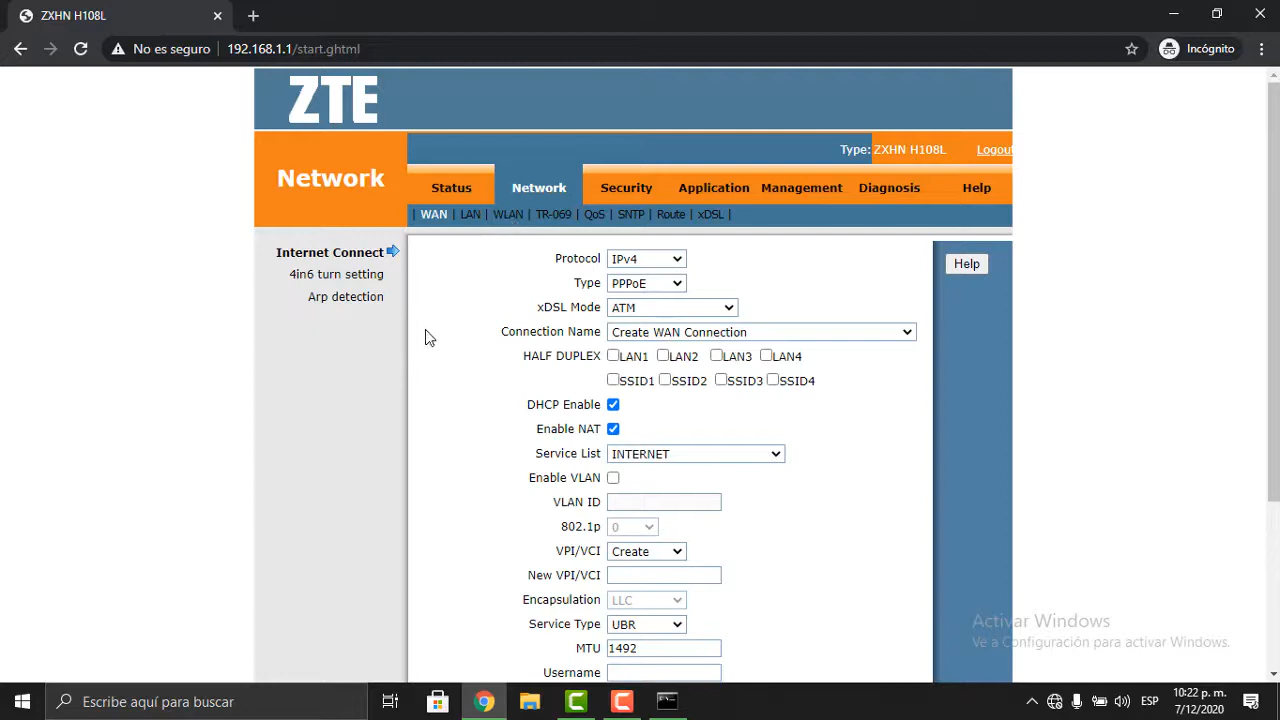 ZXHN H108L
No es seguro 192.168.1.1/start.ghtml Incógnito
ZTE
Type: ZXHN H108L Logout
Network
Status Network Security Application Management Diagnosis Help
| WAN | LAN | WLAN | TR-069 | QoS | SNTP | Route | xDSL |
Internet Connect
4in6 turn setting
Arp detection
Protocol IPv4
Help
Type PPPoE
xDSL Mode ATM
Connection Name Create WAN Connection
HALF DUPLEX LAN1 LAN2 LAN3 LAN4
SSID1 SSID2 SSID3 SSID4
DHCP Enable
Enable NAT
Service List INTERNET
Enable VLAN
VLAN ID
802.1p 0
VPI/VCI Create
New VPI/VCI
Encapsulation LLC
Service Type UBR
MTU 1492
Username
Activar Windows
Ve a Configuración para activar Windows.
Escribe aquí para buscar
ESP
10:22 p. m.
7/12/2020